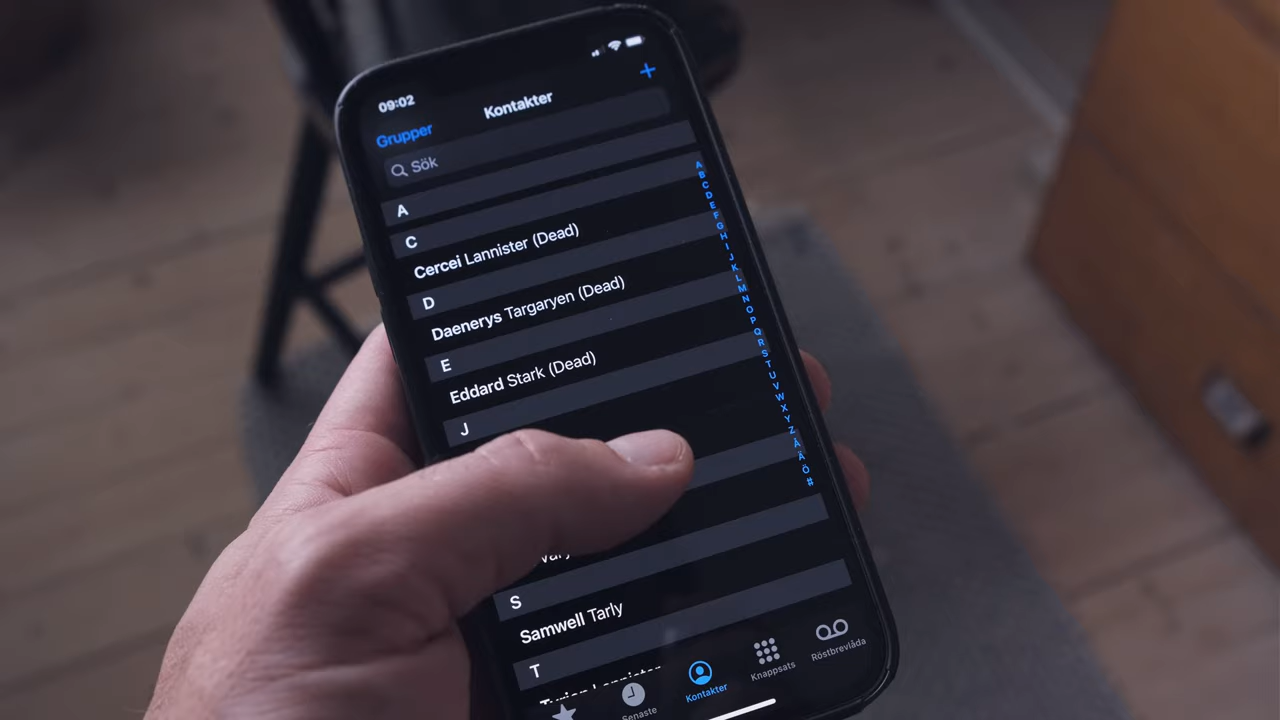 09:02
Kontakter
+
Grupper
Sök
A
C
Cercei Lannister (Dead)
D
Daenerys Targaryen (Dead)
E
Eddard Stark (Dead)
J
S
Samwell Tarly
T
A
B
C
D
E
F
G
H
I
J
K
L
M
N
O
P
Q
R
S
T
U
V
W
X
Y
Z
Å
Ä
Ö
#
Senaste
Kontakter
Knappsats
Röstbrevlåda